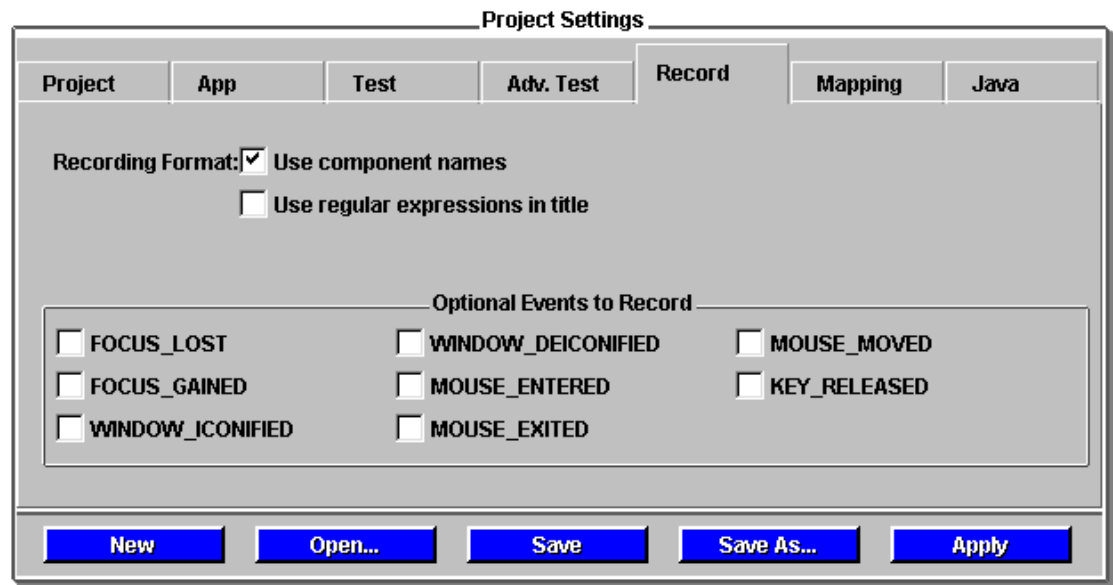 Project Settings
Project App Test Adv. Test Record Mapping Java
Recording Format: Use component names
Use regular expressions in title
Optional Events to Record
FOCUS_LOST WINDOW_DEICONIFIED MOUSE_MOVED
FOCUS_GAINED MOUSE_ENTERED KEY_RELEASED
WINDOW_ICONIFIED MOUSE_EXITED
New Open... Save Save As... Apply